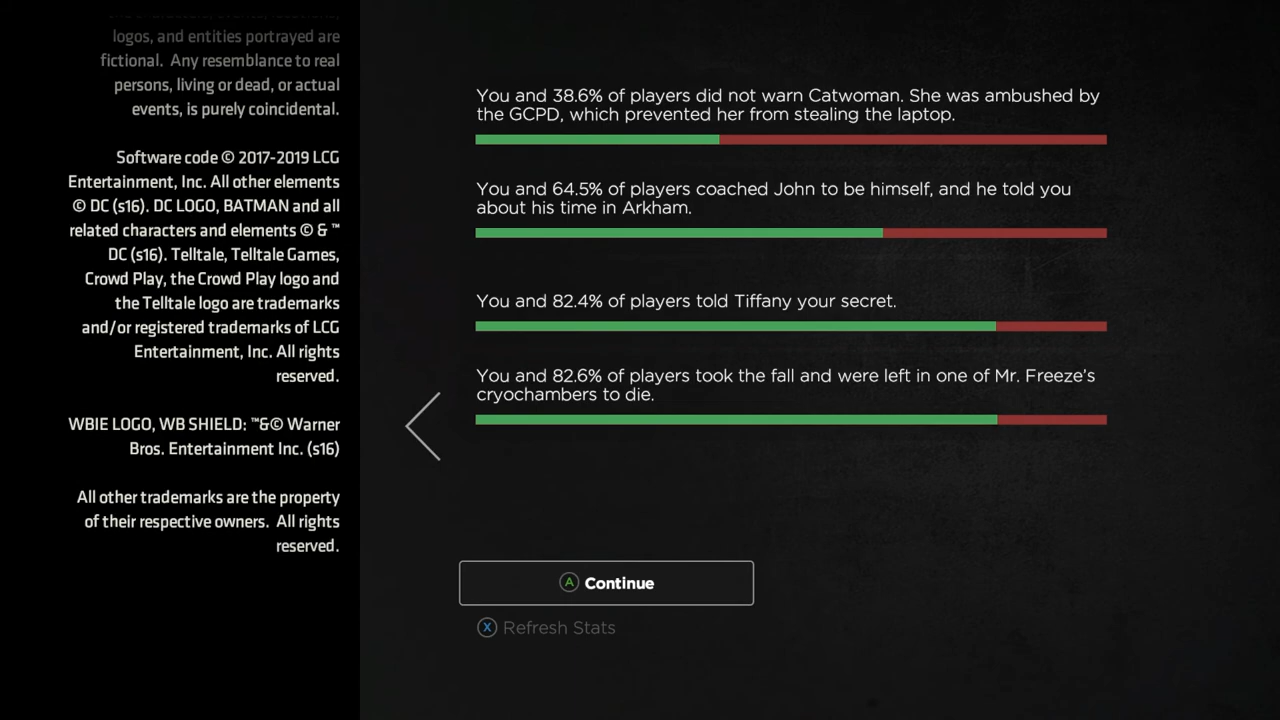 logos, and entities portrayed are
fictional. Any resemblance to real
persons, living or dead, or actual
events, is purely coincidental.
Software code © 2017-2019 LCG
Entertainment, Inc. All other elements
© DC (s16). DC LOGO, BATMAN and all
related characters and elements © & ™
DC (s16). Telltale, Telltale Games,
Crowd Play, the Crowd Play logo and
the Telltale logo are trademarks
and/or registered trademarks of LCG
Entertainment, Inc. All rights
reserved.
WBIE LOGO, WB SHIELD: ™&© Warner
Bros. Entertainment Inc. (s16)
All other trademarks are the property
of their respective owners. All rights
reserved.
You and 38.6% of players did not warn Catwoman. She was ambushed by
the GCPD, which prevented her from stealing the laptop.
You and 64.5% of players coached John to be himself, and he told you
about his time in Arkham.
You and 82.4% of players told Tiffany your secret.
You and 82.6% of players took the fall and were left in one of Mr. Freeze's
cryochambers to die.
A Continue
X Refresh Stats